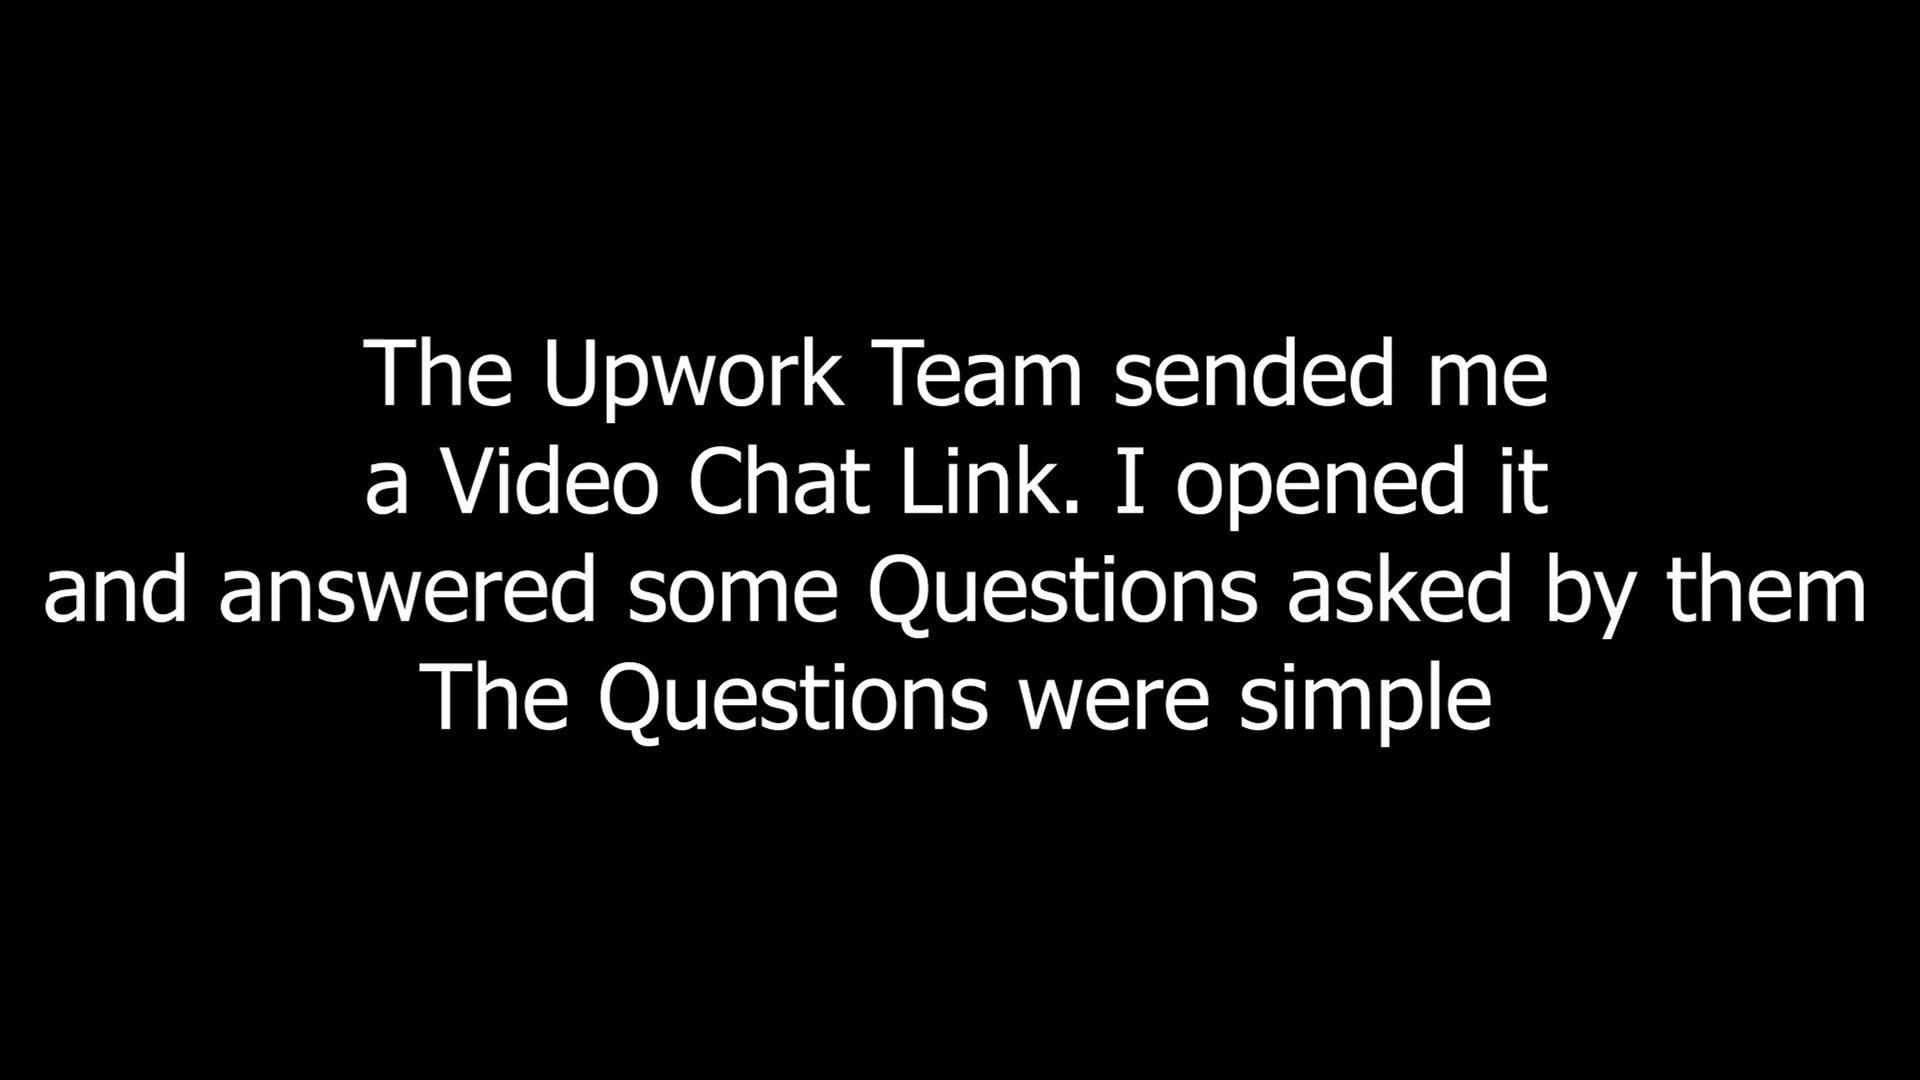 The Upwork Team sended me
a Video Chat Link. I opened it
and answered some Questions asked by them
The Questions were simple